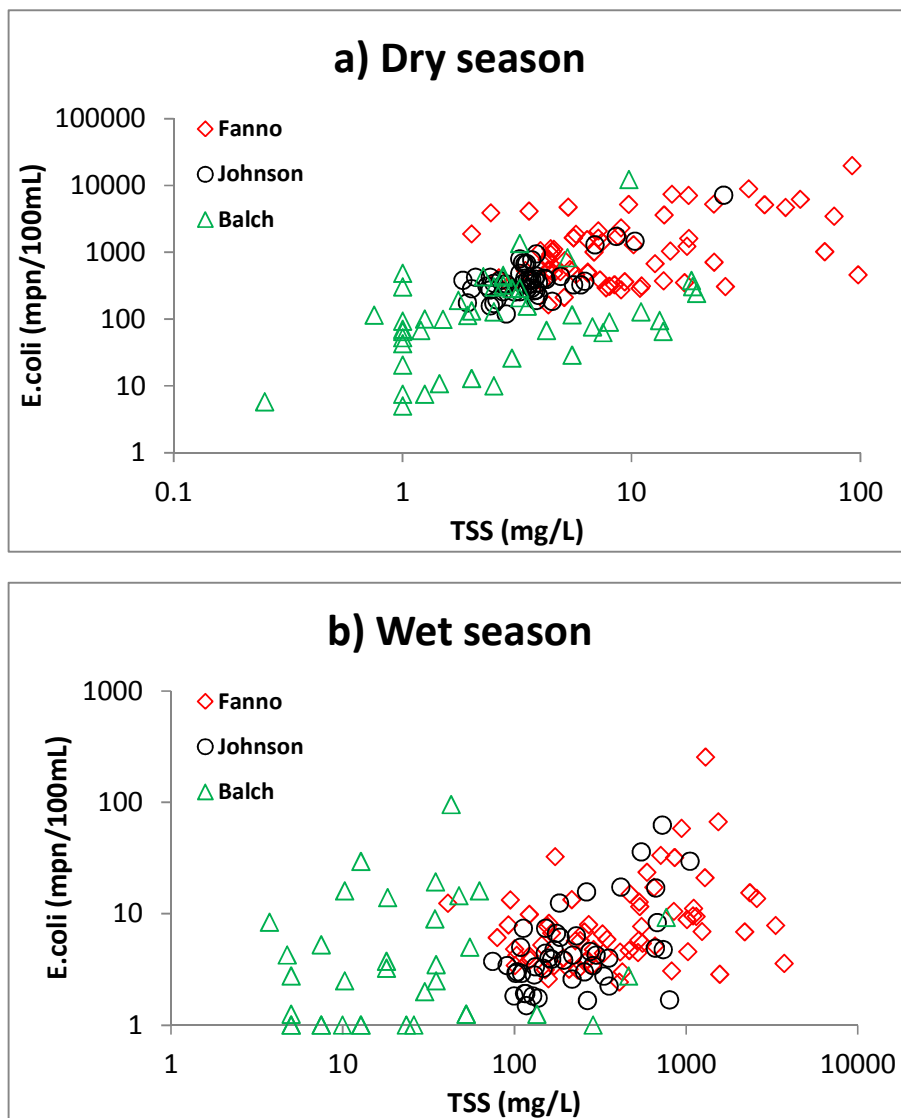 a) Dry season
100000
10000
1000
100
10
1
E.coli (mpn/100mL)
Fanno
Johnson
Balch
0.1 1 10 100
TSS (mg/L)
b) Wet season
1000
100
10
1
E.coli (mpn/100mL)
Fanno
Johnson
Balch
1 10 100 1000 10000
TSS (mg/L)